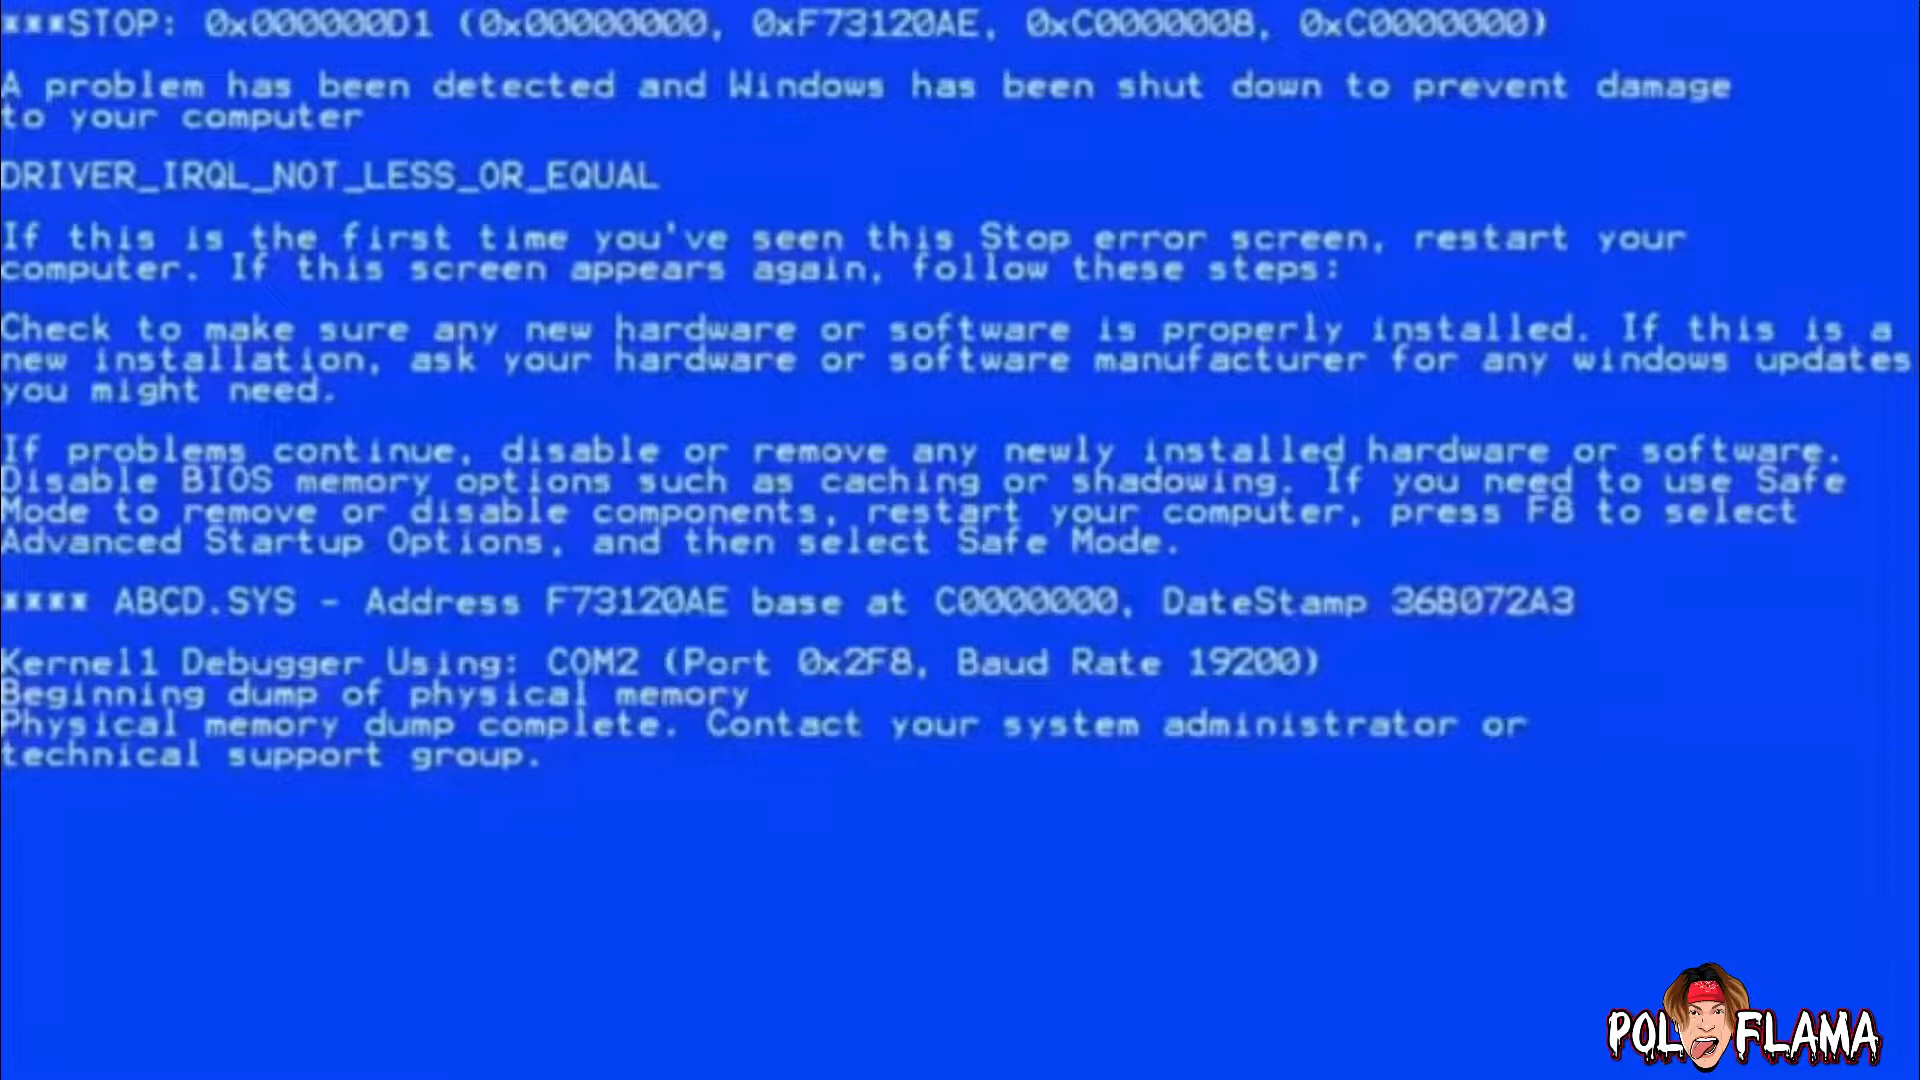 ***STOP: 0x000000D1 (0x00000000, 0xF73120AE, 0xC0000008, 0xC0000000)
A problem has been detected and Windows has been shut down to prevent damage
to your computer
DRIVER_IRQL_NOT_LESS_OR_EQUAL
If this is the first time you've seen this Stop error screen, restart your
computer. If this screen appears again, follow these steps:
Check to make sure any new hardware or software is properly installed. If this is a
new installation, ask your hardware or software manufacturer for any windows updates
you might need.
If problems continue, disable or remove any newly installed hardware or software.
Disable BIOS memory options such as caching or shadowing. If you need to use Safe
Mode to remove or disable components, restart your computer, press F8 to select
Advanced Startup Options, and then select Safe Mode.
**** ABCD.SYS - Address F73120AE base at C0000000, DateStamp 36B072A3
Kernel1 Debugger Using: COM2 (Port 0x2F8, Baud Rate 19200)
Beginning dump of physical memory
Physical memory dump complete. Contact your system administrator or
technical support group.
POL FLAMA